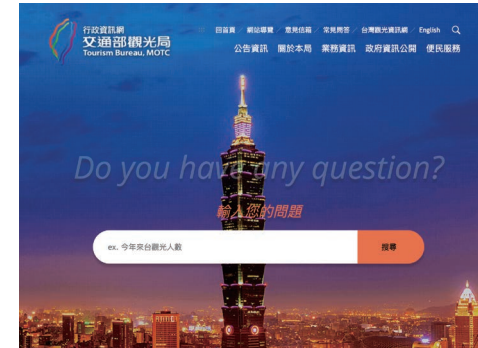 行政資訊網
交通部觀光局
Tourism Bureau, MOTC
回首頁 / 網站導覽 / 意見信箱 / 常見問答 / 台灣觀光資訊網 / English
公告資訊 關於本局 業務資訊 政府資訊公開 便民服務
Do you have any question?
輸入您的問題
ex. 今年來台觀光人數
搜尋